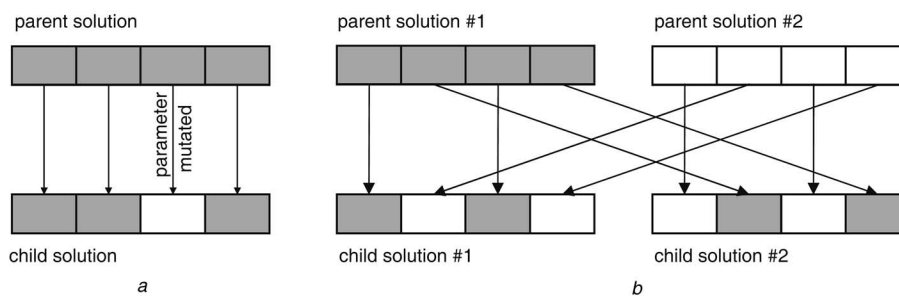 parent solution
parent solution #1
parent solution #2
parameter
mutated
child solution
child solution #1
child solution #2
a
b